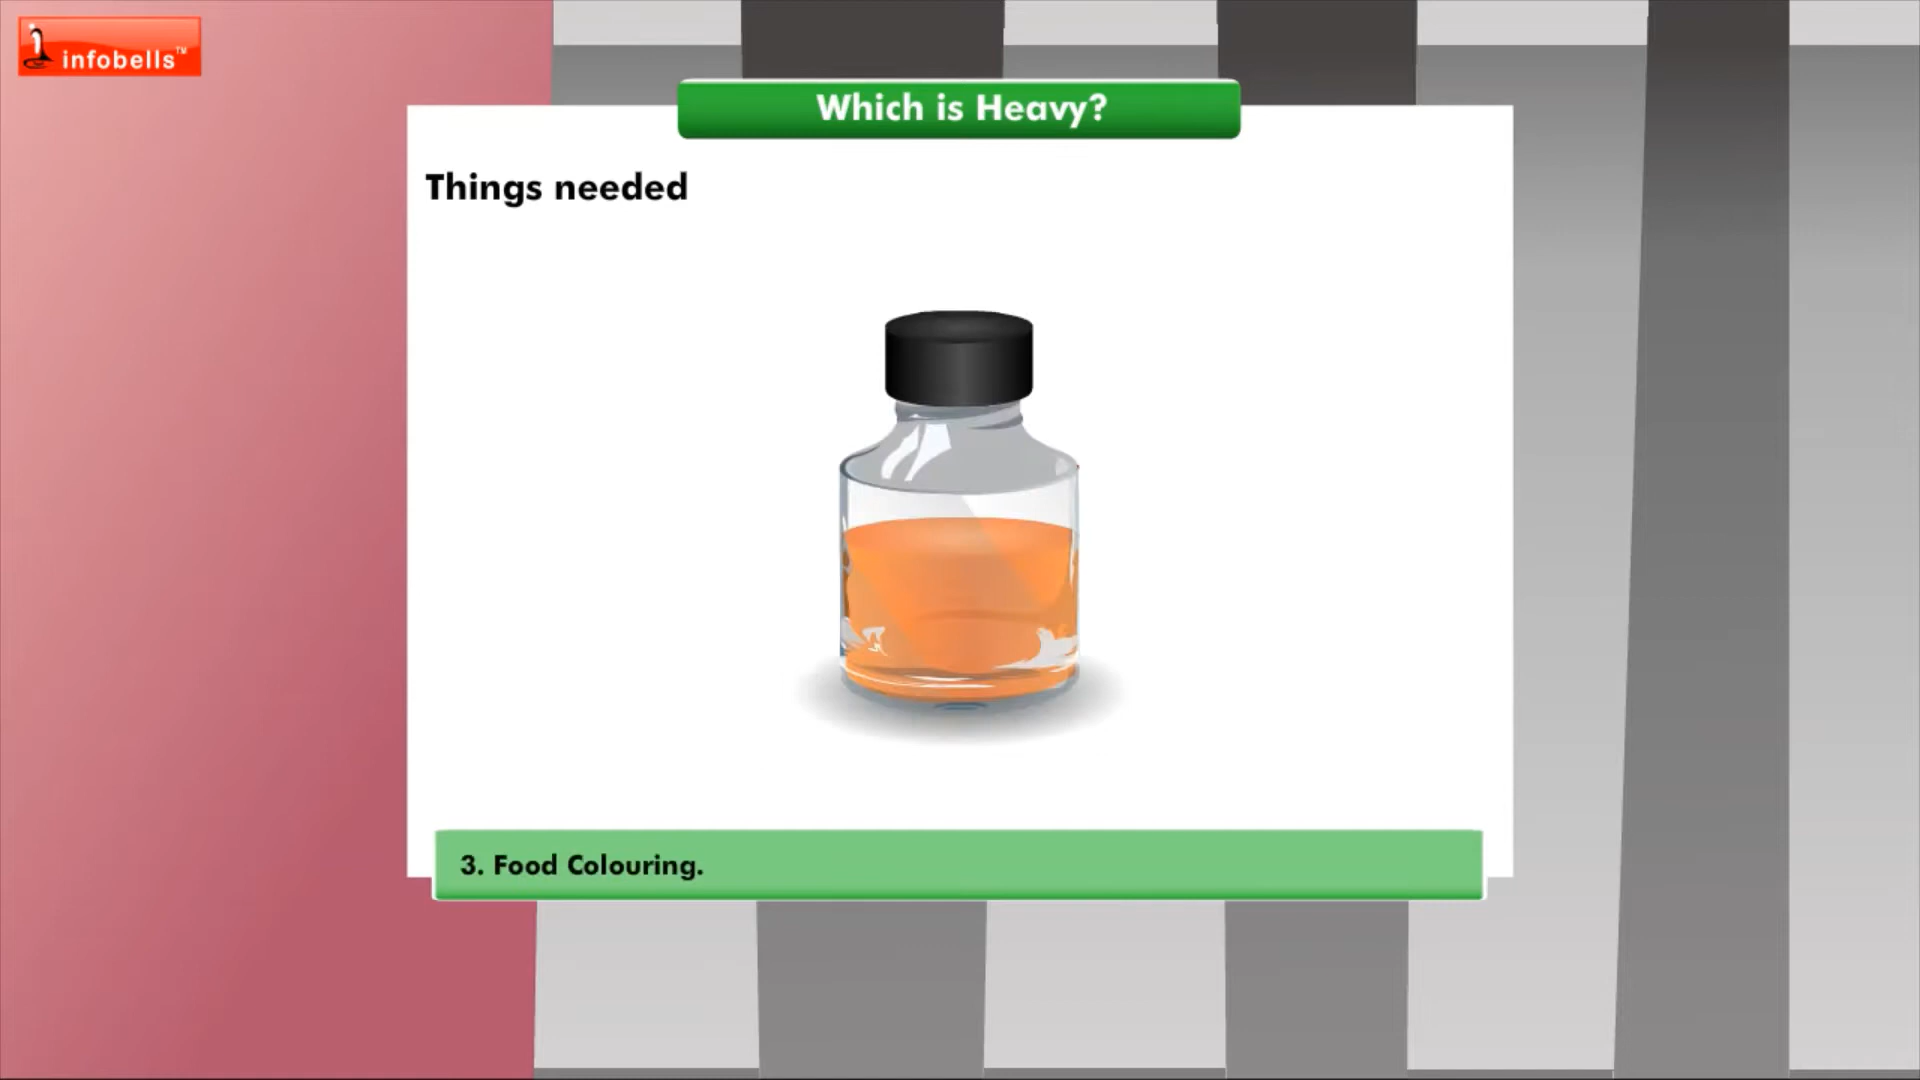 infobells™
Which is Heavy?
Things needed
3. Food Colouring.